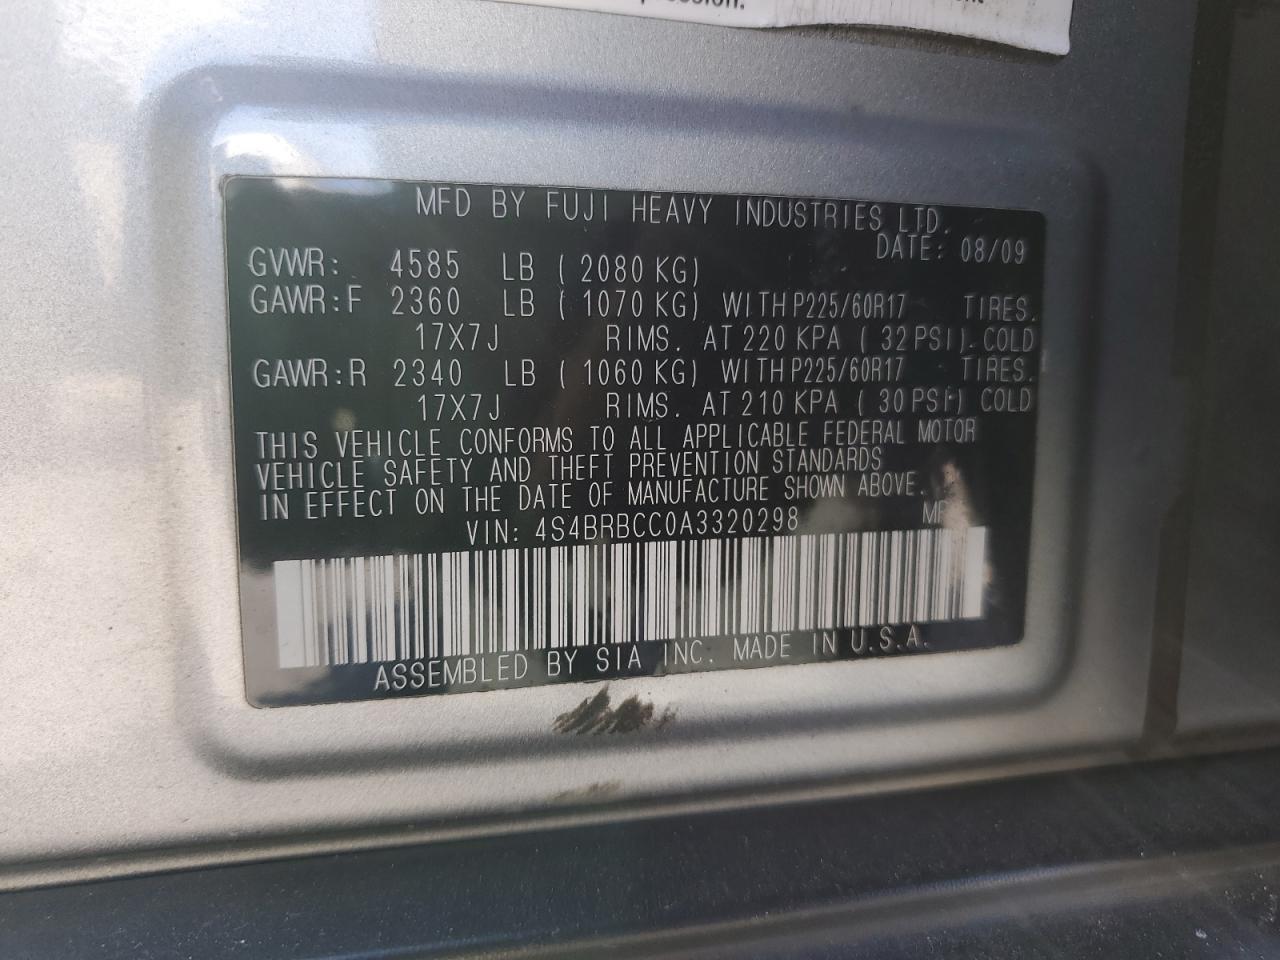 MFD BY FUJI HEAVY INDUSTRIES LTD.
DATE: 08/09
GVWR: 4585 LB ( 2080 KG)
GAWR:F 2360 LB ( 1070 KG) WITH P225/60R17 TIRES.
17X7J RIMS. AT 220 KPA ( 32 PSI). COLD
GAWR:R 2340 LB ( 1060 KG) WITH P225/60R17 TIRES.
17X7J RIMS. AT 210 KPA ( 30 PSI) COLD
THIS VEHICLE CONFORMS TO ALL APPLICABLE FEDERAL MOTOR
VEHICLE SAFETY AND THEFT PREVENTION STANDARDS
IN EFFECT ON THE DATE OF MANUFACTURE SHOWN ABOVE.
VIN: 4S4BRBCC0A3320298
ASSEMBLED BY SIA INC. MADE IN U.S.A.